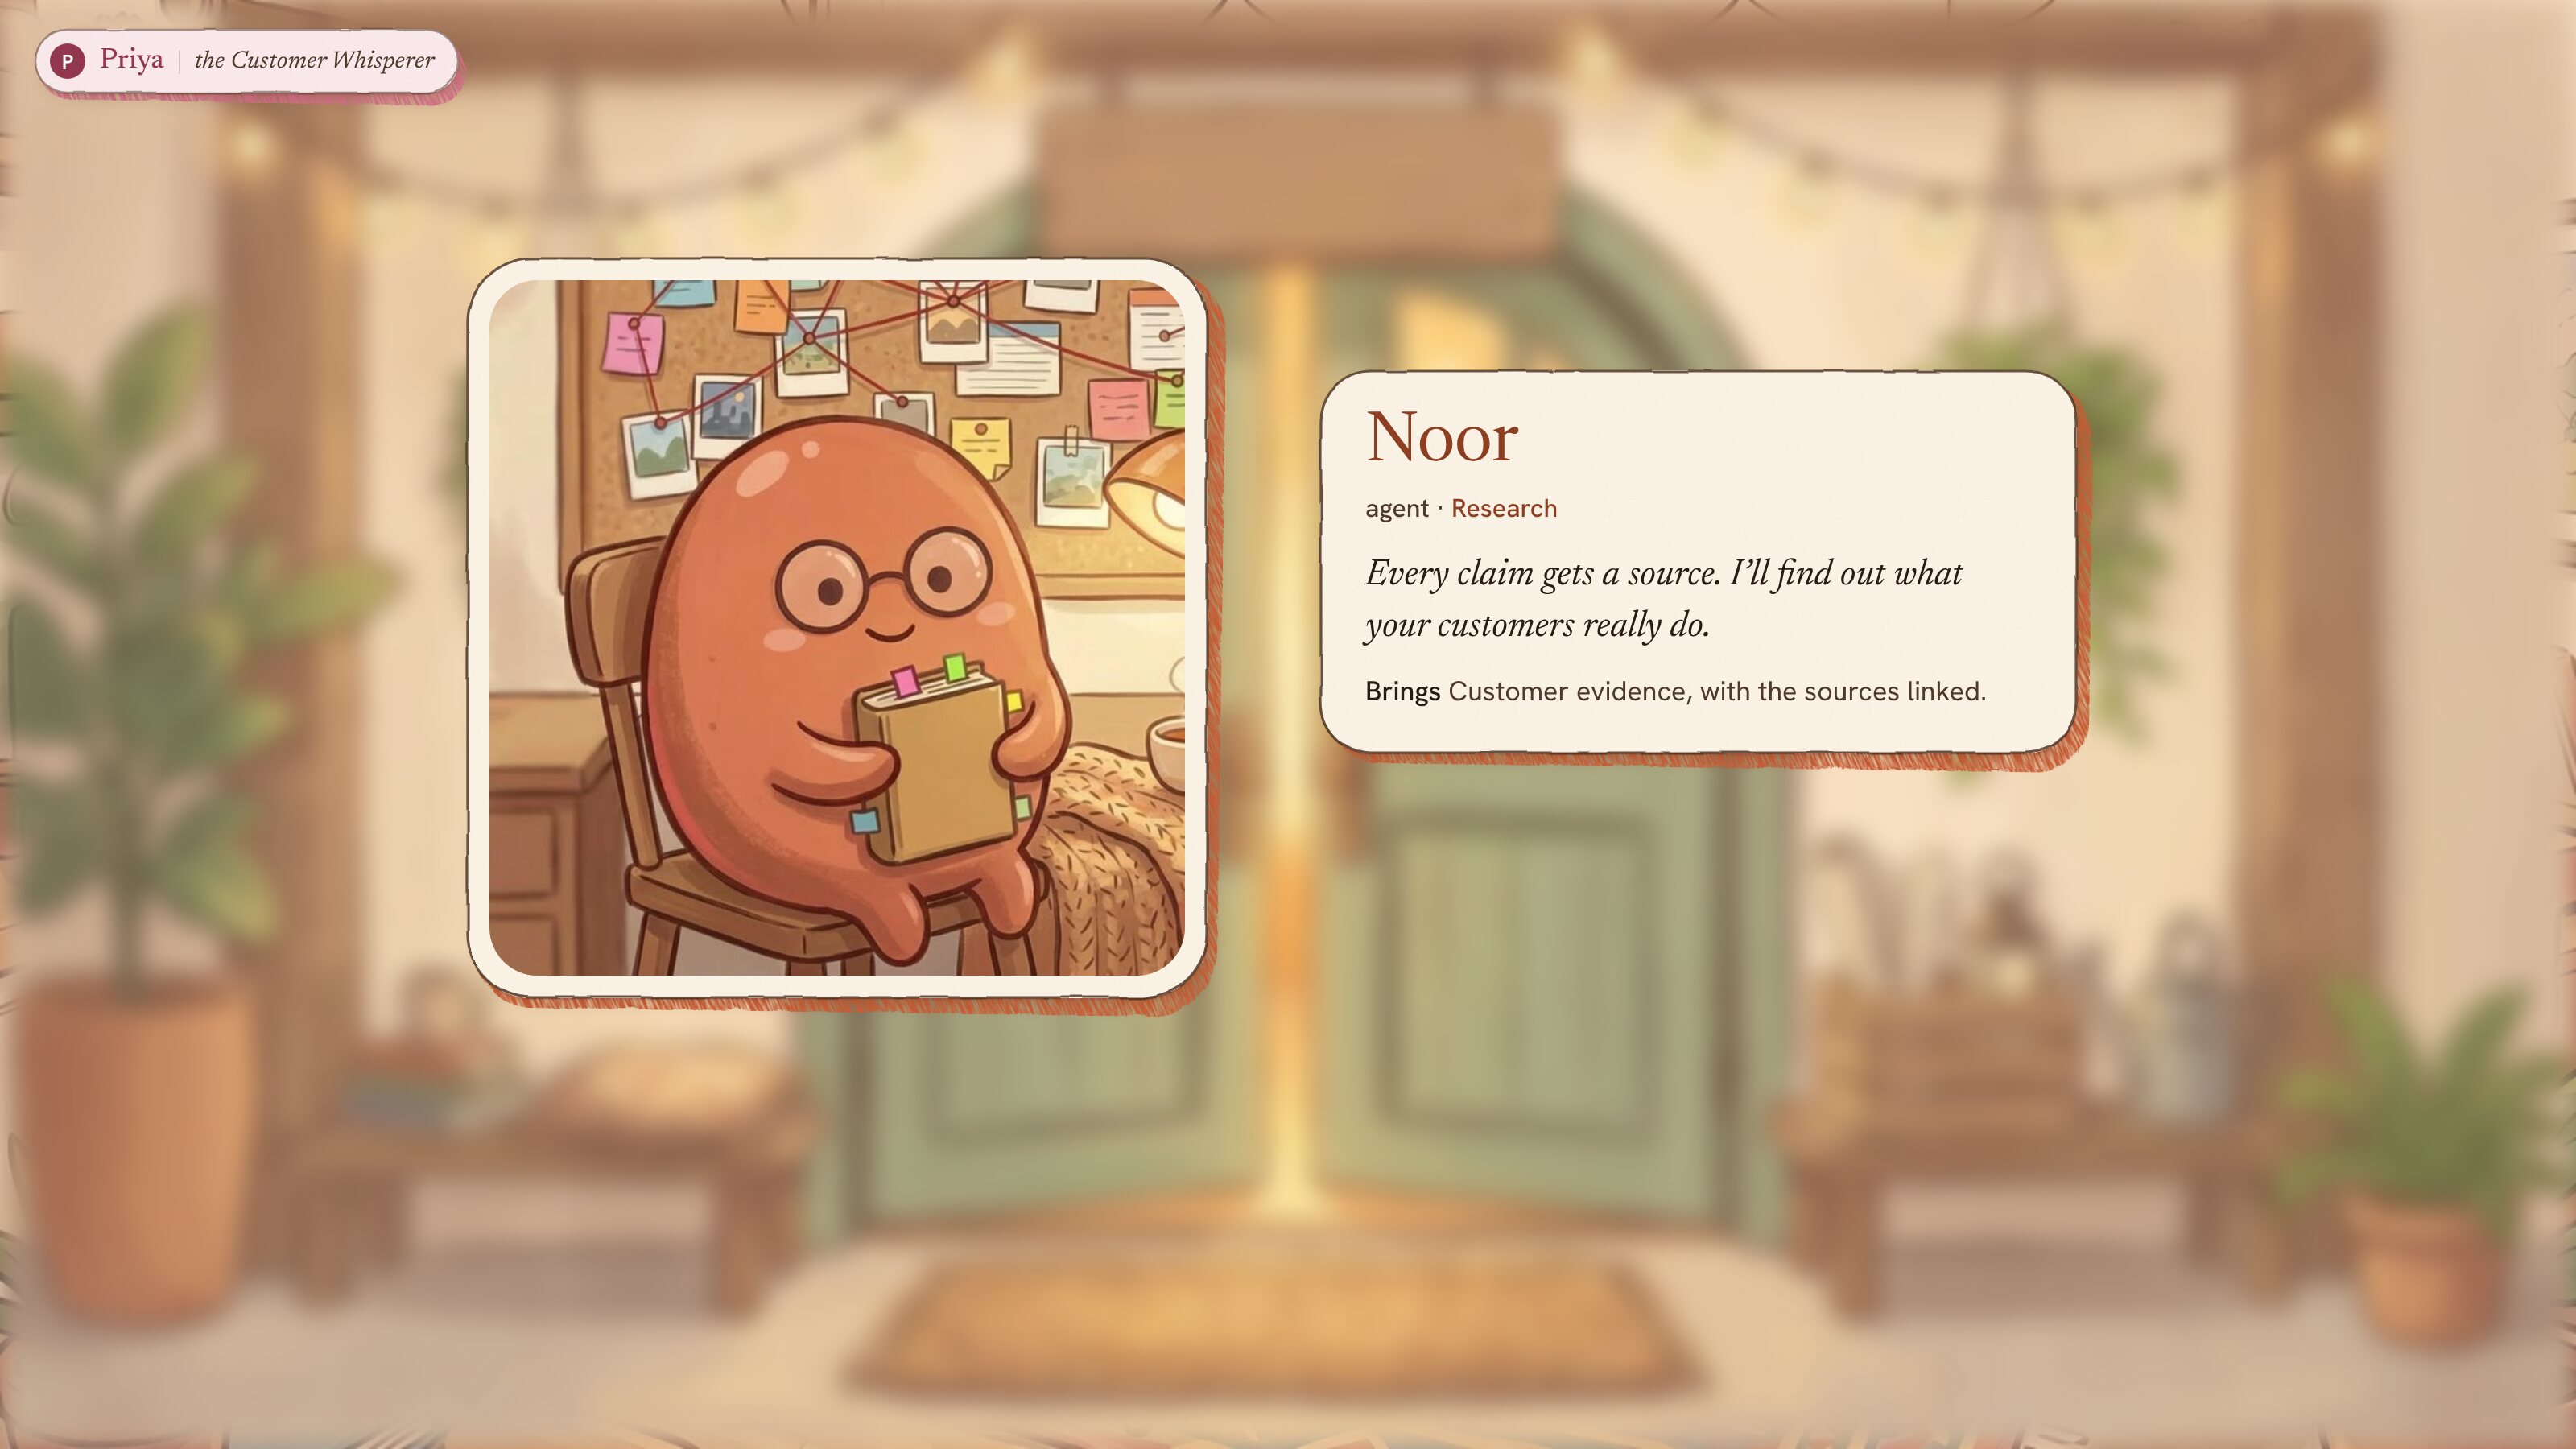 P Priya | the Customer Whisperer
Noor
agent · Research
Every claim gets a source. I’ll find out what
your customers really do.
Brings Customer evidence, with the sources linked.